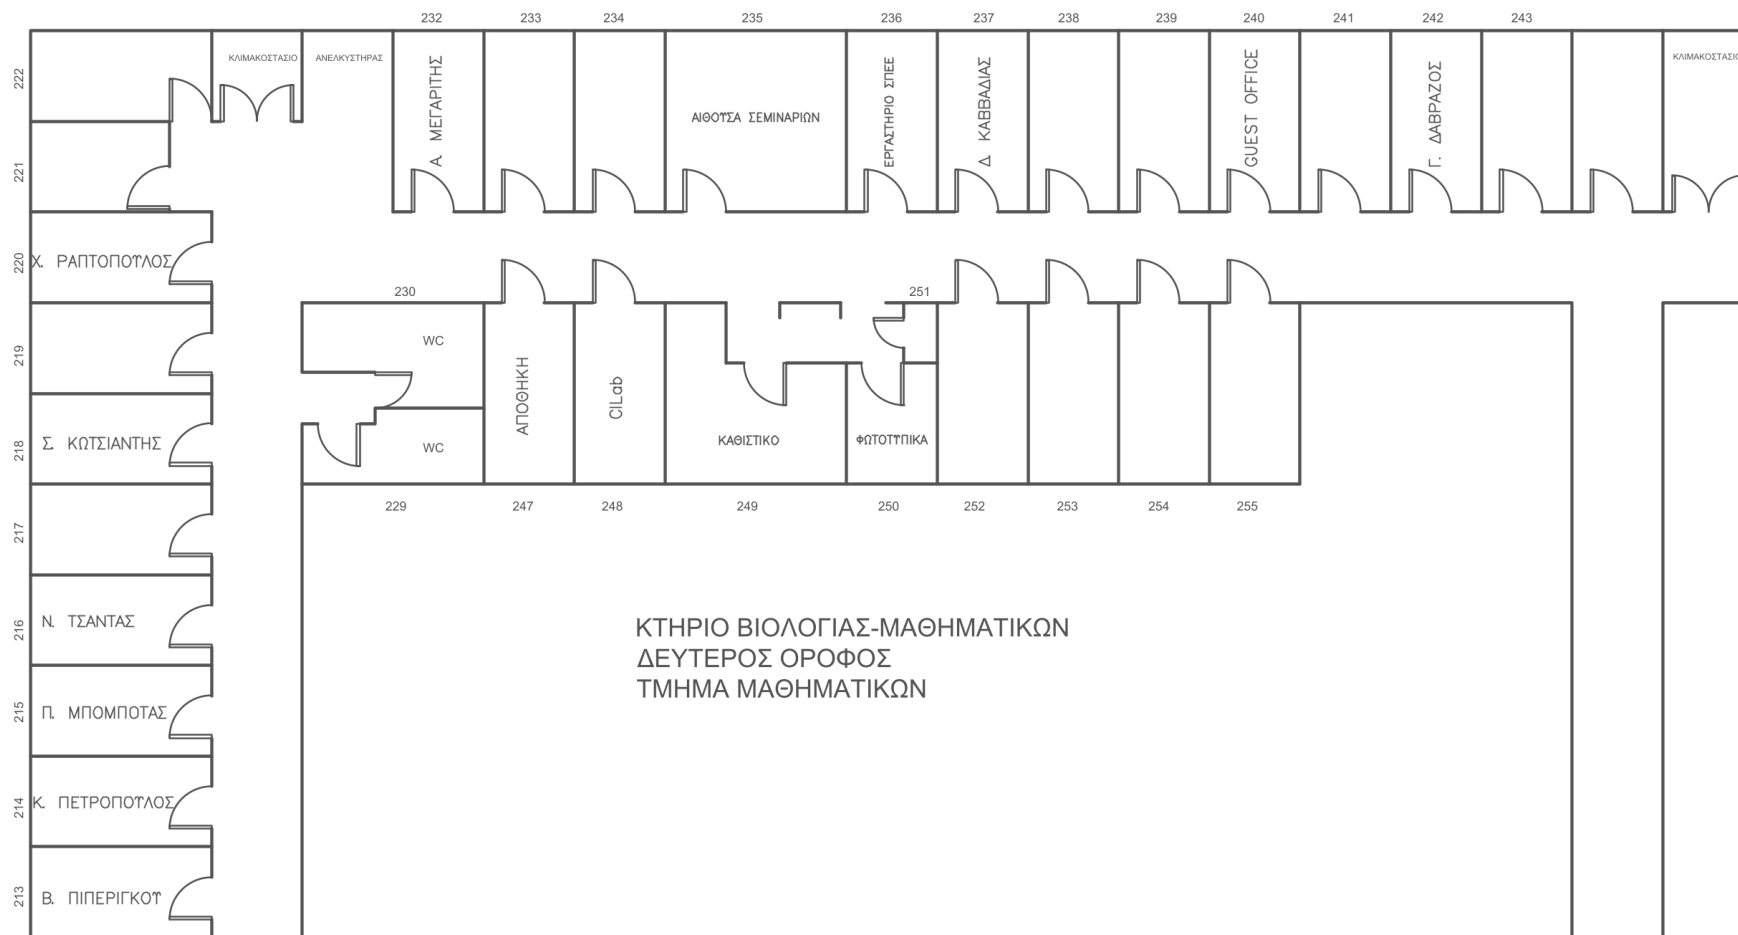 232 233 234 235 236 237 238 239 240 241 242 243
ΚΛΙΜΑΚΟΣΤΑΣΙΟ
ΑΝΕΛΚΥΣΤΗΡΑΣ
Α. ΜΕΓΑΡΙΤΗΣ
ΑΙΘΟΥΣΑ ΣΕΜΙΝΑΡΙΩΝ
ΕΡΓΑΣΤΗΡΙΟ ΣΠΕΕ
Δ. ΚΑΒΒΑΔΙΑΣ
GUEST OFFICE
Γ. ΔΑΒΡΑΖΟΣ
ΚΛΙΜΑΚΟΣΤΑΣΙΟ
222
221
220
Χ. ΡΑΠΤΟΠΟΥΛΟΣ
230
251
219
WC
ΑΠΟΘΗΚΗ
CILab
218
Σ. ΚΩΤΣΙΑΝΤΗΣ
WC
ΚΑΘΙΣΤΙΚΟ
ΦΩΤΟΤΥΠΙΚΑ
229 247 248 249 250 252 253 254 255
217
216
Ν. ΤΣΑΝΤΑΣ
ΚΤΗΡΙΟ ΒΙΟΛΟΓΙΑΣ-ΜΑΘΗΜΑΤΙΚΩΝ
ΔΕΥΤΕΡΟΣ ΟΡΟΦΟΣ
ΤΜΗΜΑ ΜΑΘΗΜΑΤΙΚΩΝ
215
Π. ΜΠΟΜΠΟΤΑΣ
214
Κ. ΠΕΤΡΟΠΟΥΛΟΣ
213
Β. ΠΙΠΕΡΙΓΚΟΥ